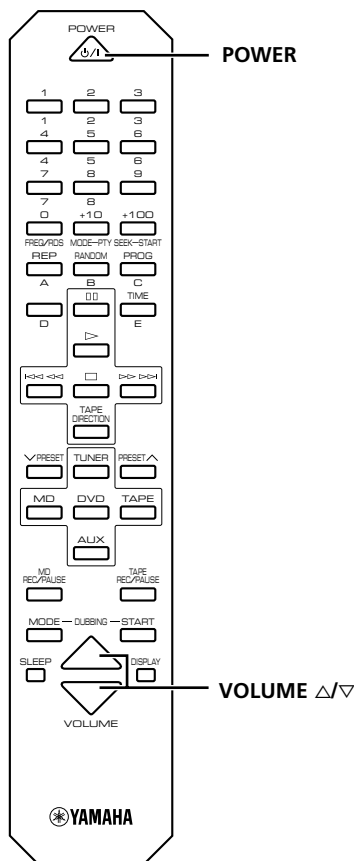 POWER
⏻/I
POWER
1 2 3
1 2 3
4 5 6
4 5 6
7 8 9
7 8
0 +10 +100
FREQ/RDS MODE–PTY SEEK–START
REP RANDOM PROG
A B C
TIME
D E
TAPE
DIRECTION
PRESET TUNER PRESET
MD DVD TAPE
AUX
MD
REC/PAUSE
TAPE
REC/PAUSE
MODE – DUBBING – START
SLEEP DISPLAY
VOLUME △/▽
VOLUME
YAMAHA